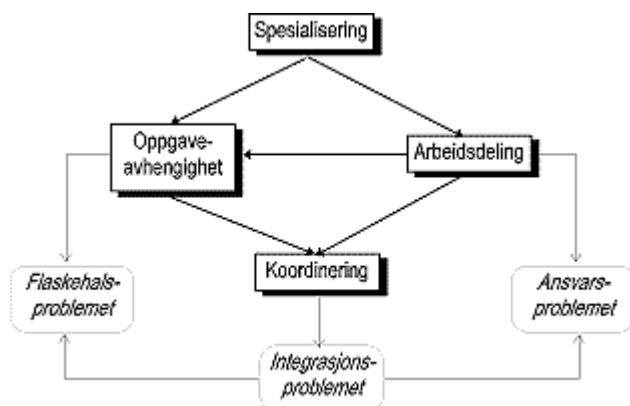 Spesialisering
Oppgave-
avhengighet
Arbeidsdeling
Koordinering
Flaskehals-
problemet
Ansvars-
problemet
Integrasjons-
problemet